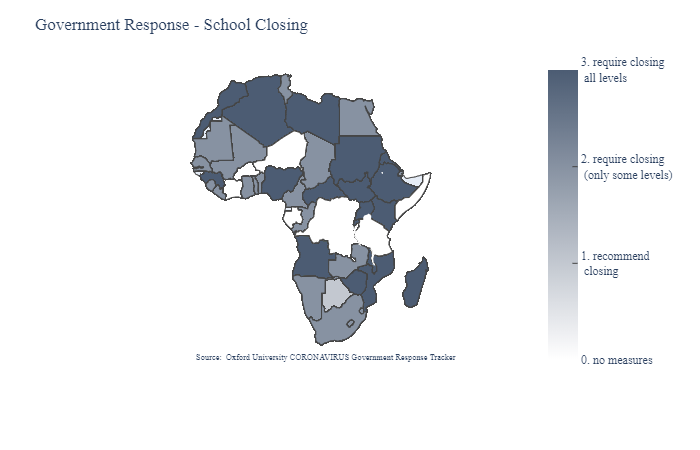 Government Response - School Closing
3. require closing
all levels
2. require closing
(only some levels)
1. recommend
closing
0. no measures
Source: Oxford University CORONAVIRUS Government Response Tracker